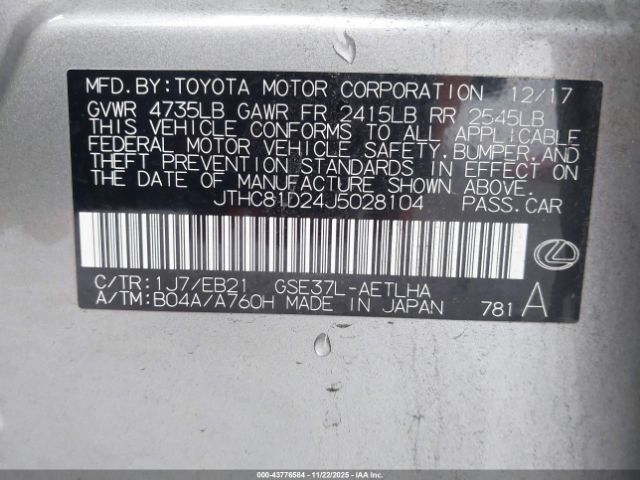 MFD.BY:TOYOTA MOTOR CORPORATION 12/17
GVWR 4735LB GAWR FR 2415LB RR 2545LB
THIS VEHICLE CONFORMS TO ALL APPLICABLE
FEDERAL MOTOR VEHICLE SAFETY,BUMPER,AND
THEFT PREVENTION STANDARDS IN EFFECT ON
THE DATE OF MANUFACTURE SHOWN ABOVE.
JTHC81D24J5028104 PASS.CAR
C/TR:1J7/EB21 GSE37L-AETLHA
A/TM:B04A/A760H MADE IN JAPAN 781 A
000-43776584 - 11/22/2025 - IAAI.CA